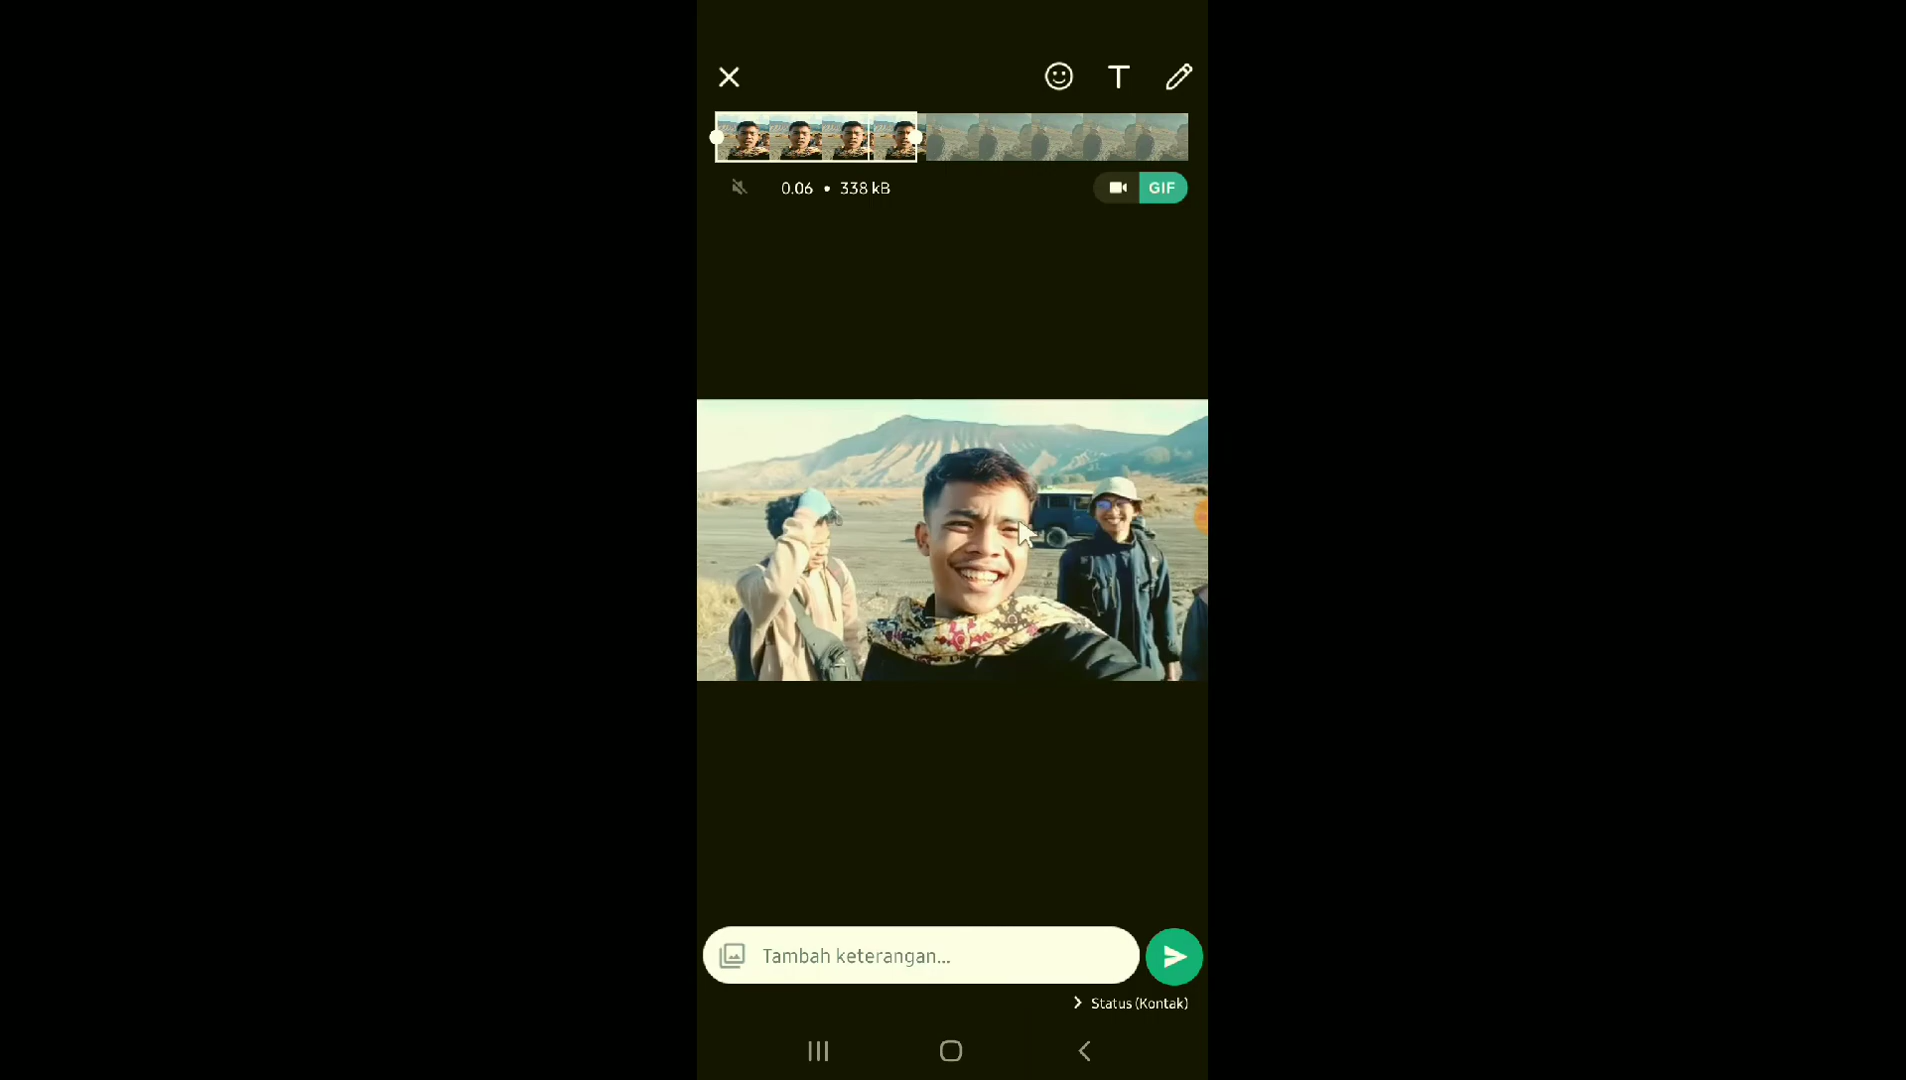 T
0.06 • 338 kB
GIF
Tambah keterangan...
Status (Kontak)